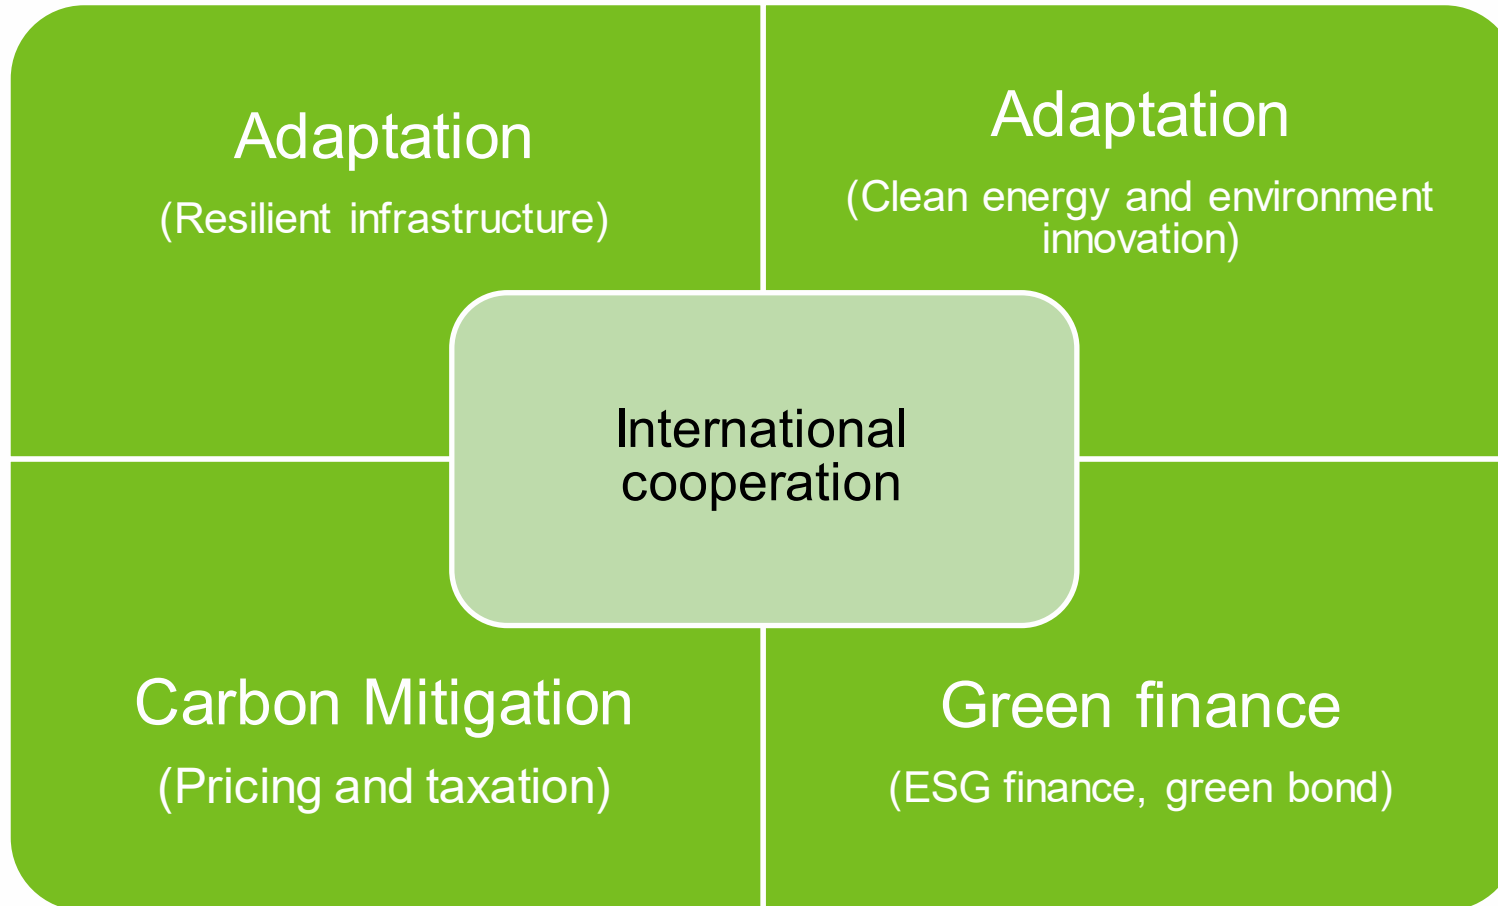 Adaptation
(Resilient infrastructure)
Adaptation
(Clean energy and environment
innovation)
International
cooperation
Carbon Mitigation
(Pricing and taxation)
Green finance
(ESG finance, green bond)